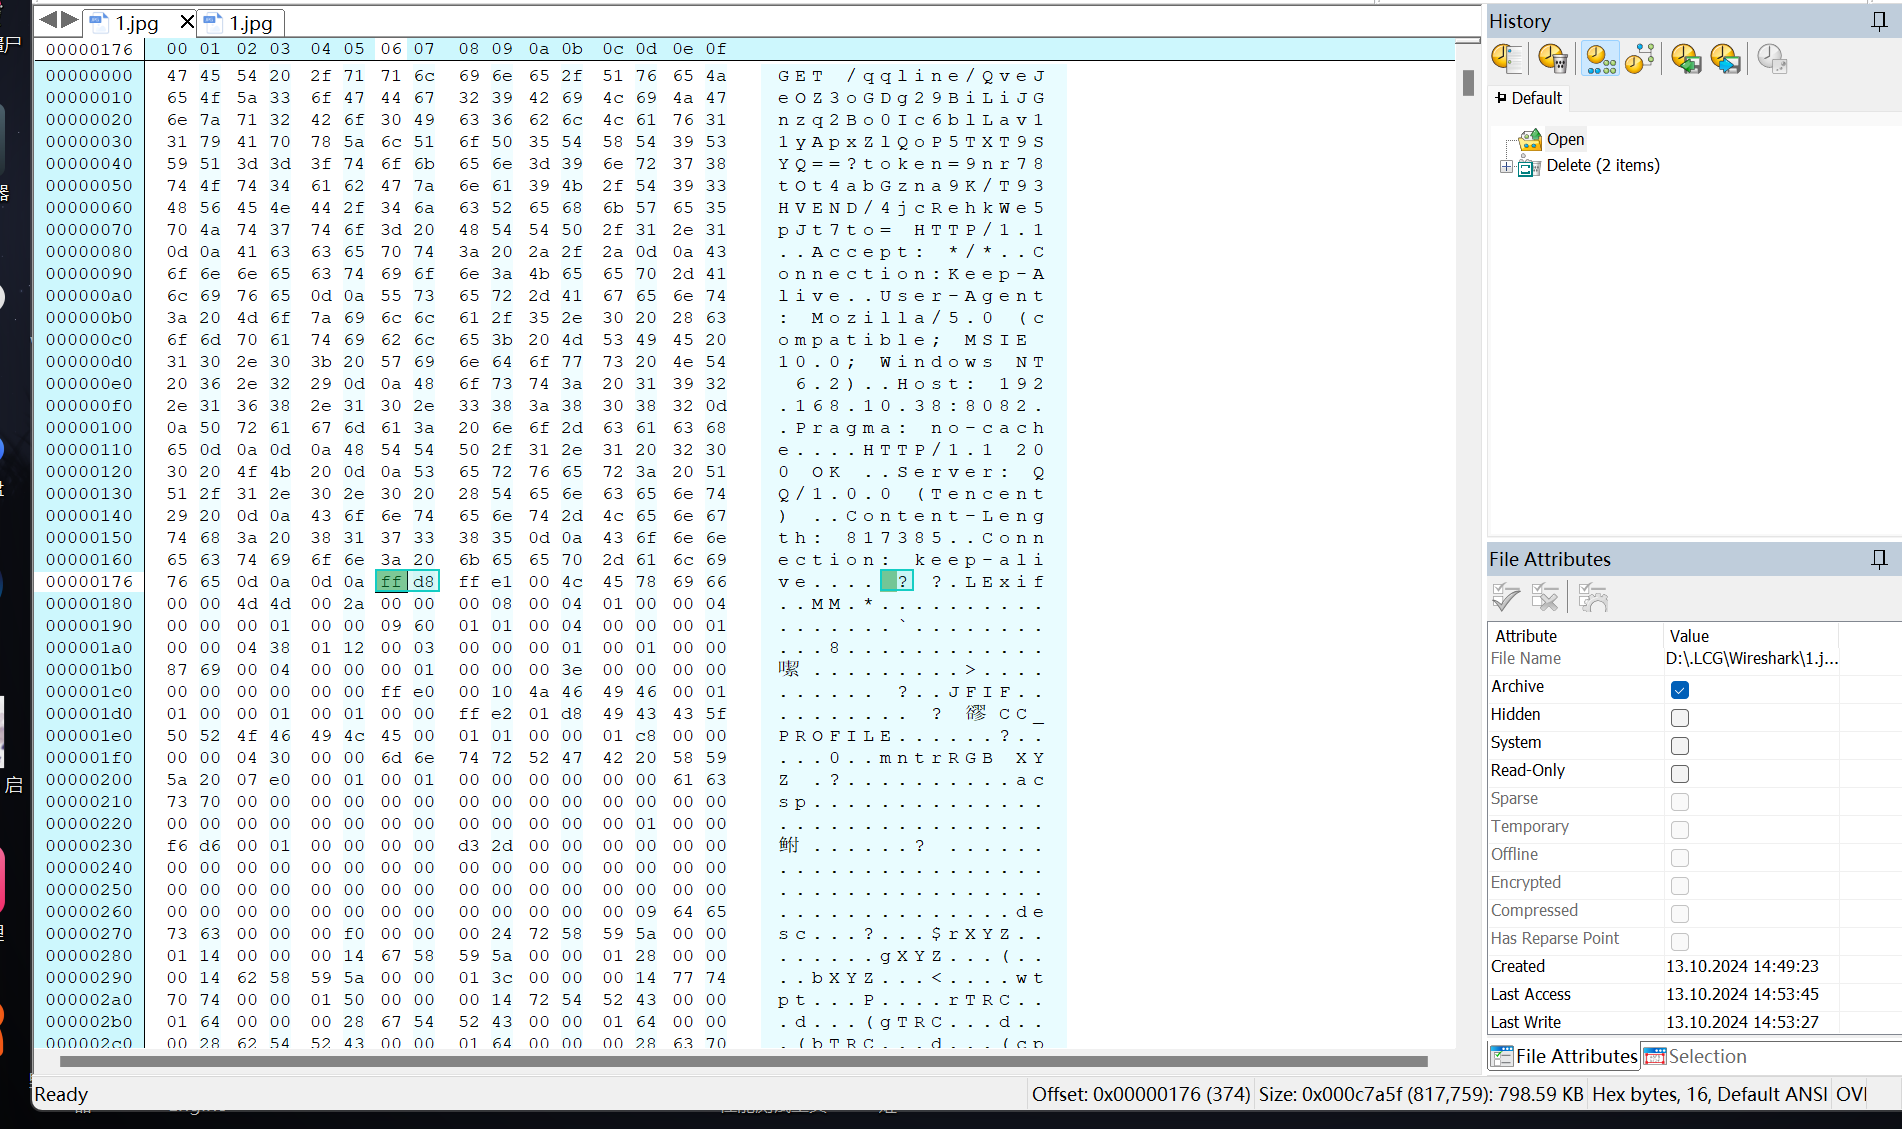 1.jpg 1.jpg
00000176 00 01 02 03 04 05 06 07 08 09 0a 0b 0c 0d 0e 0f
00000000 47 45 54 20 2f 71 71 6c 69 6e 65 2f 51 76 65 4a GET /qqline/QveJ
00000010 65 4f 5a 33 6f 47 44 67 32 39 42 69 4c 69 4a 47 eOZ3oGDg29BiLiJG
00000020 6e 7a 71 32 42 6f 30 49 63 36 62 6c 4c 61 76 31 nzq2Bo0Ic6blLav1
00000030 31 79 41 70 78 5a 6c 51 6f 50 35 54 58 54 39 53 1yApxZlQoP5TXT9S
00000040 59 51 3d 3d 3f 74 6f 6b 65 6e 3d 39 6e 72 37 38 YQ==?token=9nr78
00000050 74 4f 74 34 61 62 47 7a 6e 61 39 4b 2f 54 39 33 tOt4abGzna9K/T93
00000060 48 56 45 4e 44 2f 34 6a 63 52 65 68 6b 57 65 35 HVEND/4jcRehkWe5
00000070 70 4a 74 37 74 6f 3d 20 48 54 54 50 2f 31 2e 31 pJt7to= HTTP/1.1
00000080 0d 0a 41 63 63 65 70 74 3a 20 2a 2f 2a 0d 0a 43 ..Accept: */*..C
00000090 6f 6e 6e 65 63 74 69 6f 6e 3a 4b 65 65 70 2d 41 onnection:Keep-A
000000a0 6c 69 76 65 0d 0a 55 73 65 72 2d 41 67 65 6e 74 live..User-Agent
000000b0 3a 20 4d 6f 7a 69 6c 6c 61 2f 35 2e 30 20 28 63 : Mozilla/5.0 (c
000000c0 6f 6d 70 61 74 69 62 6c 65 3b 20 4d 53 49 45 20 ompatible; MSIE
000000d0 31 30 2e 30 3b 20 57 69 6e 64 6f 77 73 20 4e 54 10.0; Windows NT
000000e0 20 36 2e 32 29 0d 0a 48 6f 73 74 3a 20 31 39 32 6.2)..Host: 192
000000f0 2e 31 36 38 2e 31 30 2e 33 38 3a 38 30 38 32 0d .168.10.38:8082.
00000100 0a 50 72 61 67 6d 61 3a 20 6e 6f 2d 63 61 63 68 .Pragma: no-cach
00000110 65 0d 0a 0d 0a 48 54 54 50 2f 31 2e 31 20 32 30 e....HTTP/1.1 20
00000120 30 20 4f 4b 20 0d 0a 53 65 72 76 65 72 3a 20 51 0 OK ..Server: Q
00000130 51 2f 31 2e 30 2e 30 20 28 54 65 6e 63 65 6e 74 Q/1.0.0 (Tencent
00000140 29 20 0d 0a 43 6f 6e 74 65 6e 74 2d 4c 65 6e 67 ) ..Content-Leng
00000150 74 68 3a 20 38 31 37 33 38 35 0d 0a 43 6f 6e 6e th: 817385..Conn
00000160 65 63 74 69 6f 6e 3a 20 6b 65 65 70 2d 61 6c 69 ection: keep-ali
00000176 76 65 0d 0a 0d 0a ff d8 ff e1 00 4c 45 78 69 66 ve.... ? ?.LExif
00000180 00 00 4d 4d 00 2a 00 00 00 08 00 04 01 00 00 04 ..MM.*..........
00000190 00 00 00 01 00 00 09 60 01 01 00 04 00 00 00 01 .......`........
000001a0 00 00 04 38 01 12 00 03 00 00 00 01 00 01 00 00 ...8............
000001b0 87 69 00 04 00 00 00 01 00 00 00 3e 00 00 00 00 噄.........>....
000001c0 00 00 00 00 00 00 ff e0 00 10 4a 46 49 46 00 01 ...... ?..JFIF..
000001d0 01 00 00 01 00 01 00 00 ff e2 01 d8 49 43 43 5f ........ ? 豂CC_
000001e0 50 52 4f 46 49 4c 45 00 01 01 00 00 01 c8 00 00 PROFILE......?..
000001f0 00 00 04 30 00 00 6d 6e 74 72 52 47 42 20 58 59 ...0..mntrRGB XY
00000200 5a 20 07 e0 00 01 00 01 00 00 00 00 00 00 61 63 Z .?..........ac
00000210 73 70 00 00 00 00 00 00 00 00 00 00 00 00 00 00 sp..............
00000220 00 00 00 00 00 00 00 00 00 00 00 00 00 01 00 00 ................
00000230 f6 d6 00 01 00 00 00 00 d3 2d 00 00 00 00 00 00 鲋......?.......
00000240 00 00 00 00 00 00 00 00 00 00 00 00 00 00 00 00 ................
00000250 00 00 00 00 00 00 00 00 00 00 00 00 00 00 00 00 ................
00000260 00 00 00 00 00 00 00 00 00 00 00 00 00 09 64 65 ..............de
00000270 73 63 00 00 00 f0 00 00 00 24 72 58 59 5a 00 00 sc...?...$rXYZ..
00000280 01 14 00 00 00 14 67 58 59 5a 00 00 01 28 00 00 ......gXYZ...(..
00000290 00 14 62 58 59 5a 00 00 01 3c 00 00 00 14 77 74 ..bXYZ...<....wt
000002a0 70 74 00 00 01 50 00 00 00 14 72 54 52 43 00 00 pt...P....rTRC..
000002b0 01 64 00 00 00 28 67 54 52 43 00 00 01 64 00 00 .d...(gTRC...d..
000002c0 00 28 62 54 52 43 00 00 01 64 00 00 00 28 63 70 .(bTRC...d...(cp
History
Default
Open
Delete (2 items)
File Attributes
Attribute Value
File Name D:\.LCG\Wireshark\1.j...
Archive
Hidden
System
Read-Only
Sparse
Temporary
Offline
Encrypted
Compressed
Has Reparse Point
Created 13.10.2024 14:49:23
Last Access 13.10.2024 14:53:45
Last Write 13.10.2024 14:53:27
File Attributes Selection
Ready Offset: 0x00000176 (374) Size: 0x000c7a5f (817,759): 798.59 KB Hex bytes, 16, Default ANSI OVI
启